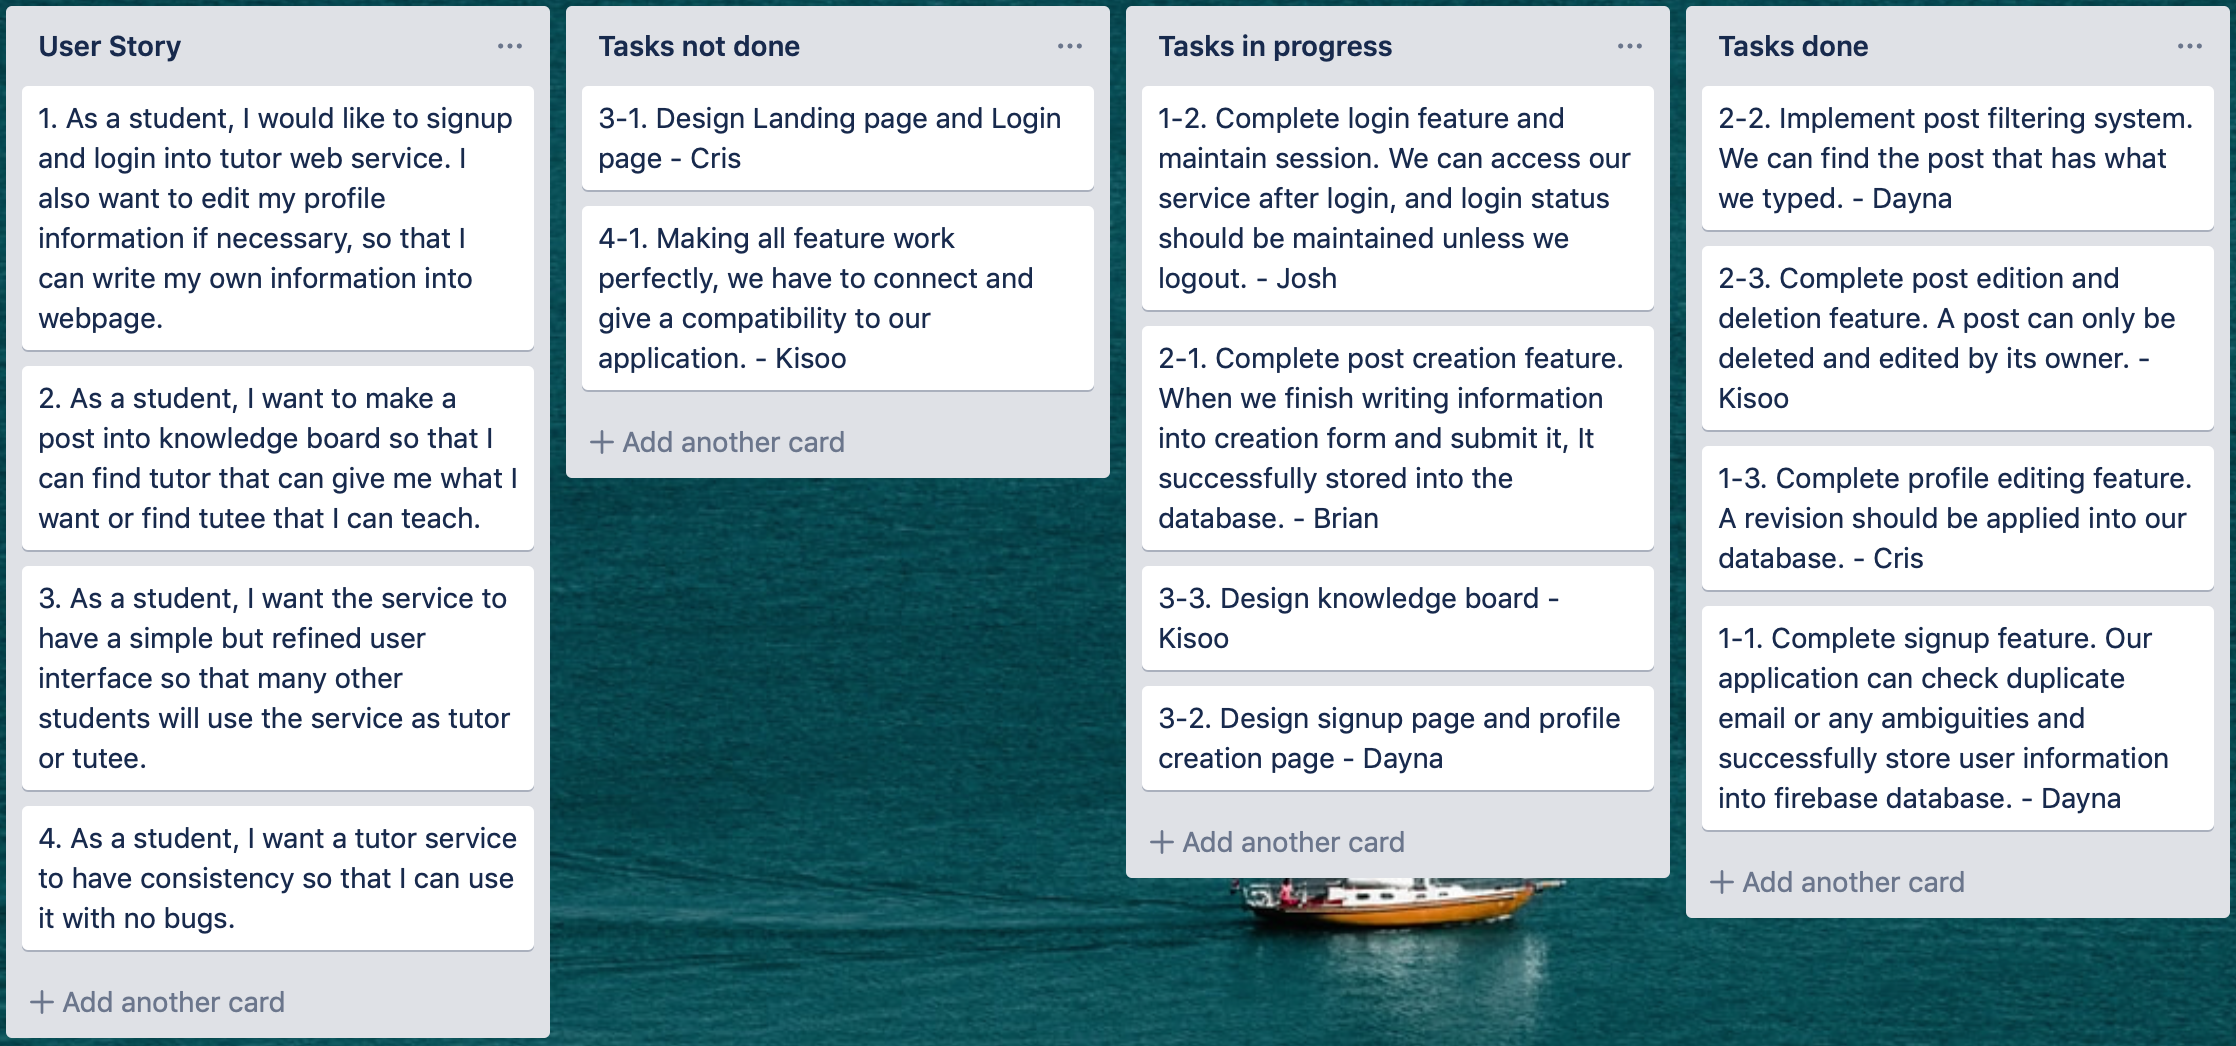 User Story
1. As a student, I would like to signup
and login into tutor web service. I
also want to edit my profile
information if necessary, so that I
can write my own information into
webpage.
2. As a student, I want to make a
post into knowledge board so that I
can find tutor that can give me what I
want or find tutee that I can teach.
3. As a student, I want the service to
have a simple but refined user
interface so that many other
students will use the service as tutor
or tutee.
4. As a student, I want a tutor service
to have consistency so that I can use
it with no bugs.
+ Add another card
Tasks not done
3-1. Design Landing page and Login
page - Cris
4-1. Making all feature work
perfectly, we have to connect and
give a compatibility to our
application. - Kisoo
+ Add another card
Tasks in progress
1-2. Complete login feature and
maintain session. We can access our
service after login, and login status
should be maintained unless we
logout. - Josh
2-1. Complete post creation feature.
When we finish writing information
into creation form and submit it, It
successfully stored into the
database. - Brian
3-3. Design knowledge board -
Kisoo
3-2. Design signup page and profile
creation page - Dayna
+ Add another card
Tasks done
2-2. Implement post filtering system.
We can find the post that has what
we typed. - Dayna
2-3. Complete post edition and
deletion feature. A post can only be
deleted and edited by its owner. -
Kisoo
1-3. Complete profile editing feature.
A revision should be applied into our
database. - Cris
1-1. Complete signup feature. Our
application can check duplicate
email or any ambiguities and
successfully store user information
into firebase database. - Dayna
+ Add another card